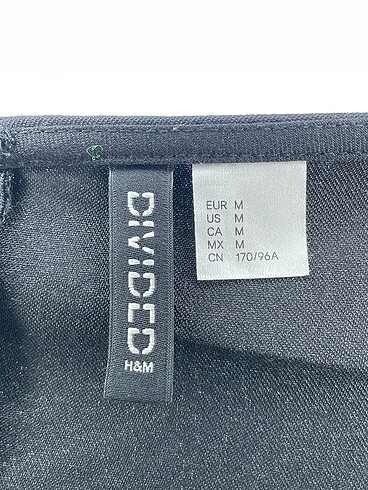 DIVIDED
H&M
EUR M
US M
CA M
MX M
CN 170/96A